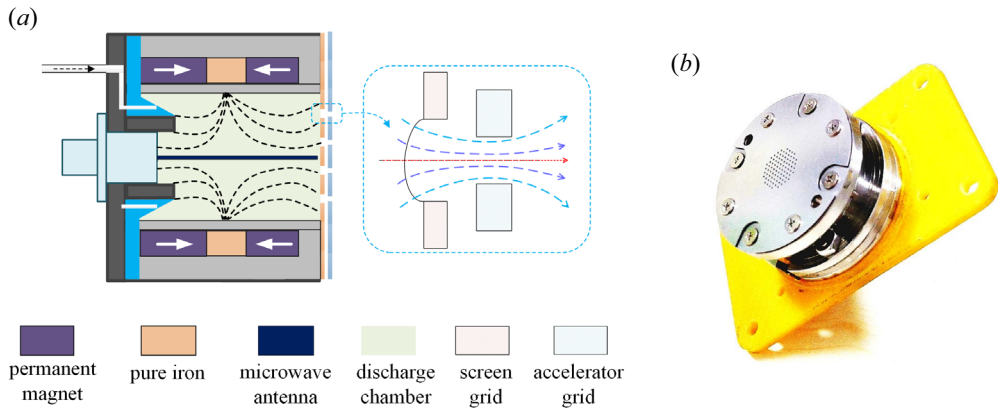 (a)
(b)
permanent
magnet
pure iron
microwave
antenna
discharge
chamber
screen
grid
accelerator
grid